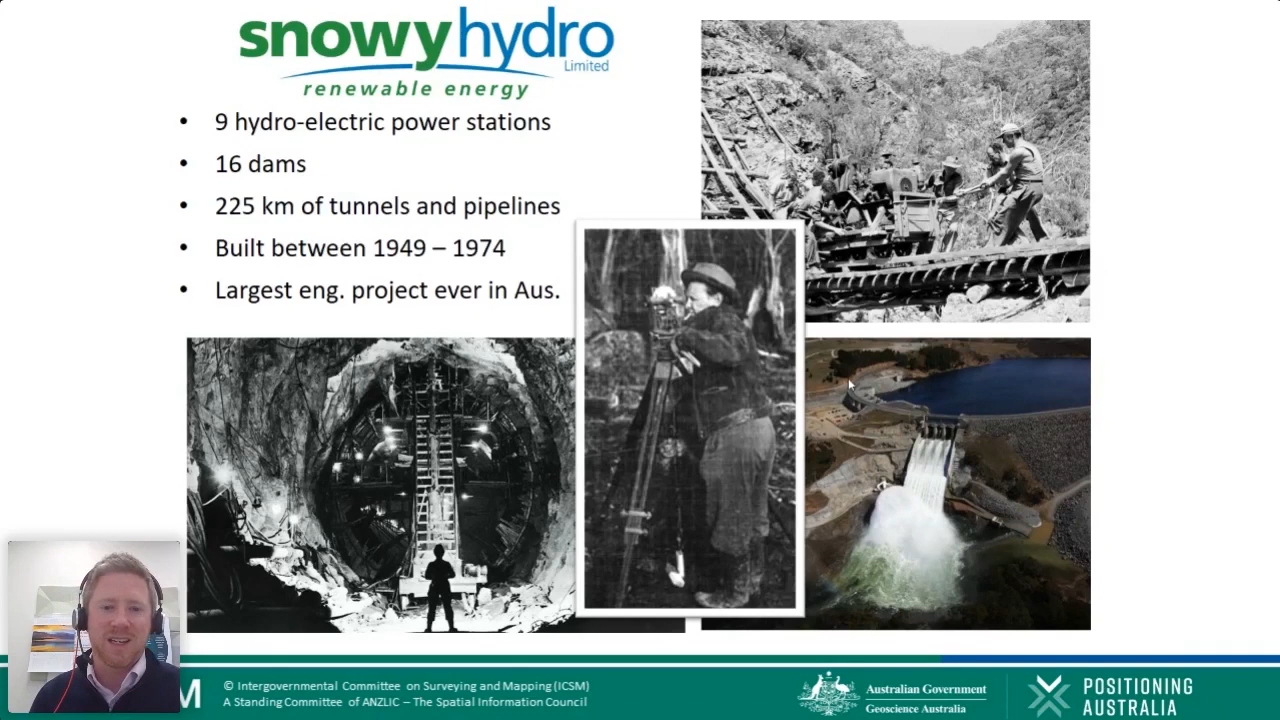 snowyhydro
Limited
renewable energy
• 9 hydro-electric power stations
• 16 dams
• 225 km of tunnels and pipelines
• Built between 1949 – 1974
• Largest eng. project ever in Aus.
M
© Intergovernmental Committee on Surveying and Mapping (ICSM)
A Standing Committee of ANZLIC – The Spatial Information Council
Australian Government
Geoscience Australia
POSITIONING
AUSTRALIA